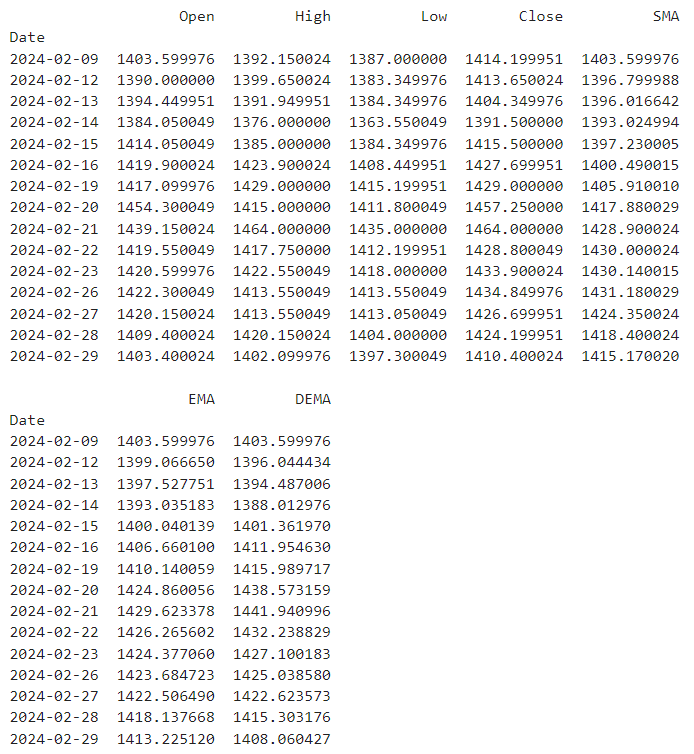 Open High Low Close SMA
Date
2024-02-09 1403.599976 1392.150024 1387.000000 1414.199951 1403.599976
2024-02-12 1390.000000 1399.650024 1383.349976 1413.650024 1396.799988
2024-02-13 1394.449951 1391.949951 1384.349976 1404.349976 1396.016642
2024-02-14 1384.050049 1376.000000 1363.550049 1391.500000 1393.024994
2024-02-15 1414.050049 1385.000000 1384.349976 1415.500000 1397.230005
2024-02-16 1419.900024 1423.900024 1408.449951 1427.699951 1400.490015
2024-02-19 1417.099976 1429.000000 1415.199951 1429.000000 1405.910010
2024-02-20 1454.300049 1415.000000 1411.800049 1457.250000 1417.880029
2024-02-21 1439.150024 1464.000000 1435.000000 1464.000000 1428.900024
2024-02-22 1419.550049 1417.750000 1412.199951 1428.800049 1430.000024
2024-02-23 1420.599976 1422.550049 1418.000000 1433.900024 1430.140015
2024-02-26 1422.300049 1413.550049 1413.550049 1434.849976 1431.180029
2024-02-27 1420.150024 1413.550049 1413.050049 1426.699951 1424.350024
2024-02-28 1409.400024 1420.150024 1404.000000 1424.199951 1418.400024
2024-02-29 1403.400024 1402.099976 1397.300049 1410.400024 1415.170020
EMA DEMA
Date
2024-02-09 1403.599976 1403.599976
2024-02-12 1399.066650 1396.044434
2024-02-13 1397.527751 1394.487006
2024-02-14 1393.035183 1388.012976
2024-02-15 1400.040139 1401.361970
2024-02-16 1406.660100 1411.954630
2024-02-19 1410.140059 1415.989717
2024-02-20 1424.860056 1438.573159
2024-02-21 1429.623378 1441.940996
2024-02-22 1426.265602 1432.238829
2024-02-23 1424.377060 1427.100183
2024-02-26 1423.684723 1425.038580
2024-02-27 1422.506490 1422.623573
2024-02-28 1418.137668 1415.303176
2024-02-29 1413.225120 1408.060427